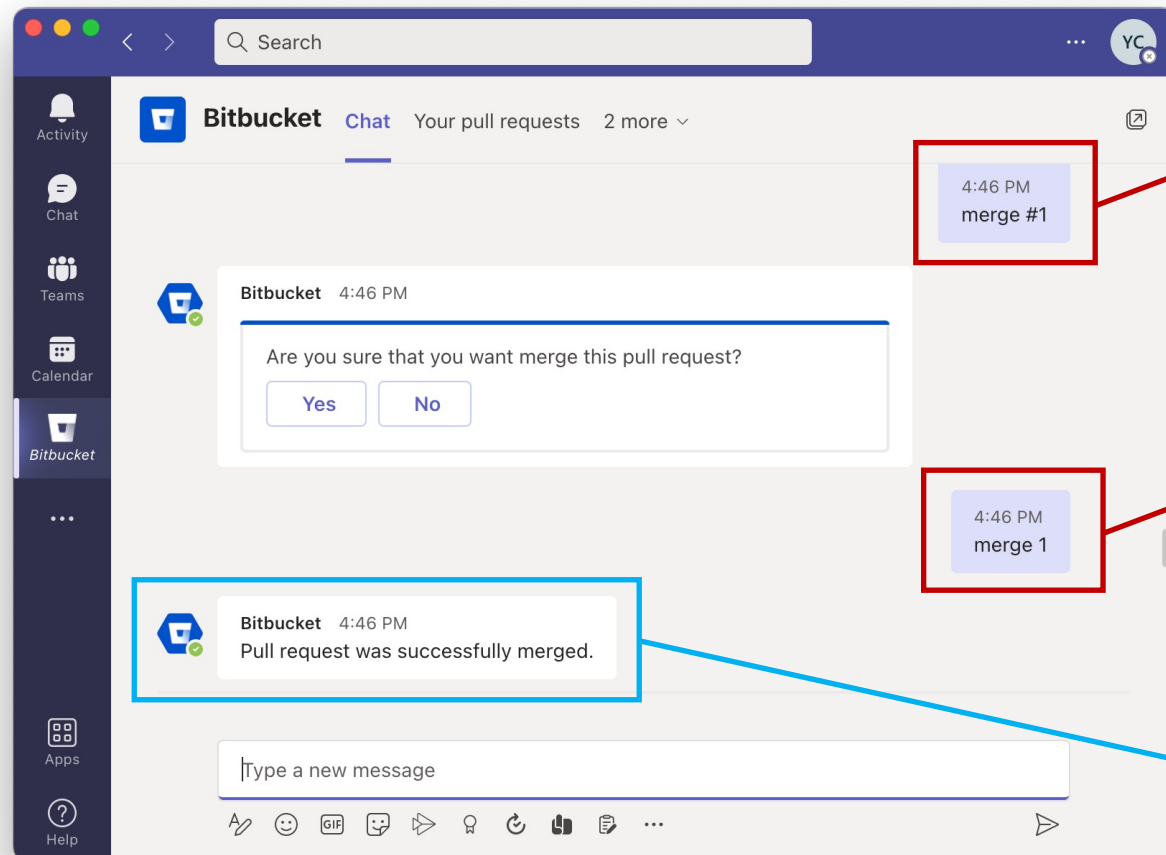 Search
YC
Activity
Chat
Teams
Calendar
Bitbucket
Apps
Help
Bitbucket Chat Your pull requests 2 more
4:46 PM
merge #1
Bitbucket 4:46 PM
Are you sure that you want merge this pull request?
Yes No
4:46 PM
merge 1
Bitbucket 4:46 PM
Pull request was successfully merged.
Type a new message
GIF